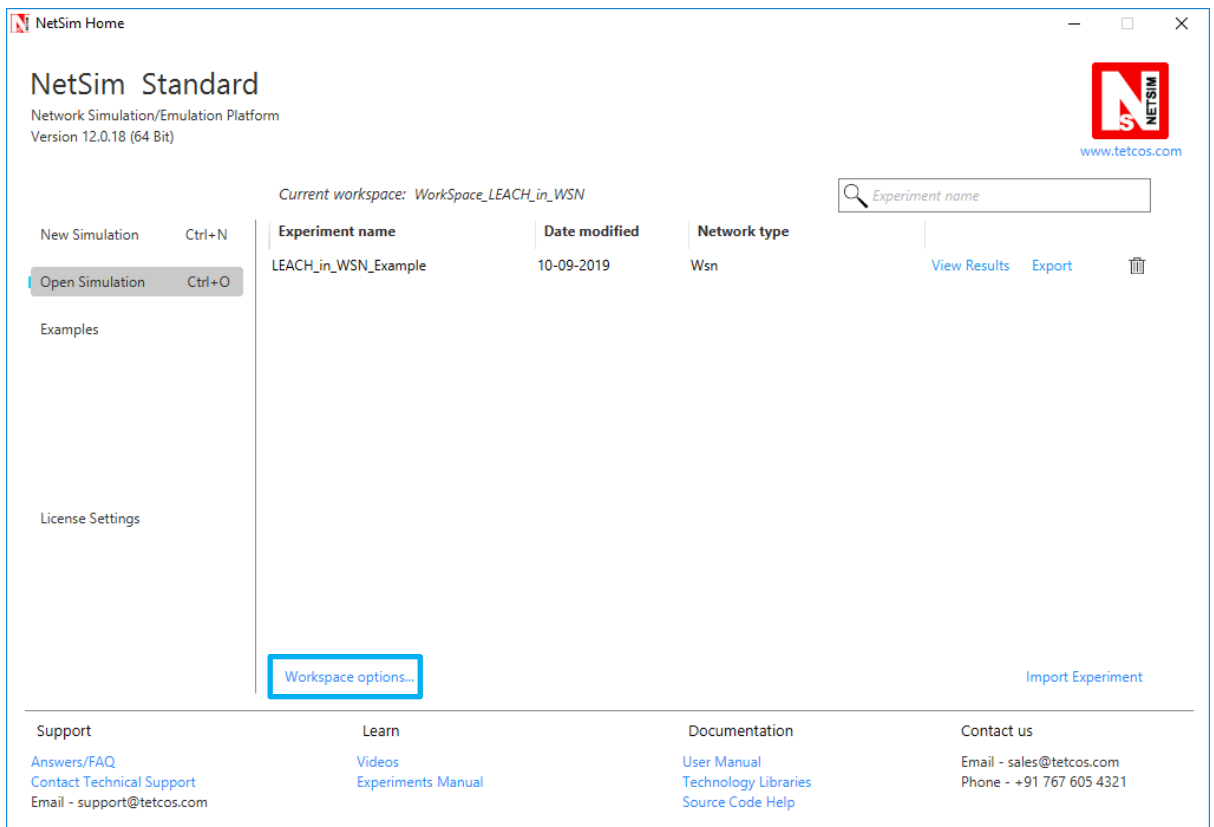 NetSim Home
NetSim Standard
Network Simulation/Emulation Platform
Version 12.0.18 (64 Bit)
N
S
NETSIM
www.tetcos.com
Current workspace: WorkSpace_LEACH_in_WSN
Experiment name
New Simulation Ctrl+N
Open Simulation Ctrl+O
Examples
License Settings
Experiment name Date modified Network type
LEACH_in_WSN_Example 10-09-2019 Wsn View Results Export
Workspace options...
Import Experiment
Support
Answers/FAQ
Contact Technical Support
Email - support@tetcos.com
Learn
Videos
Experiments Manual
Documentation
User Manual
Technology Libraries
Source Code Help
Contact us
Email - sales@tetcos.com
Phone - +91 767 605 4321